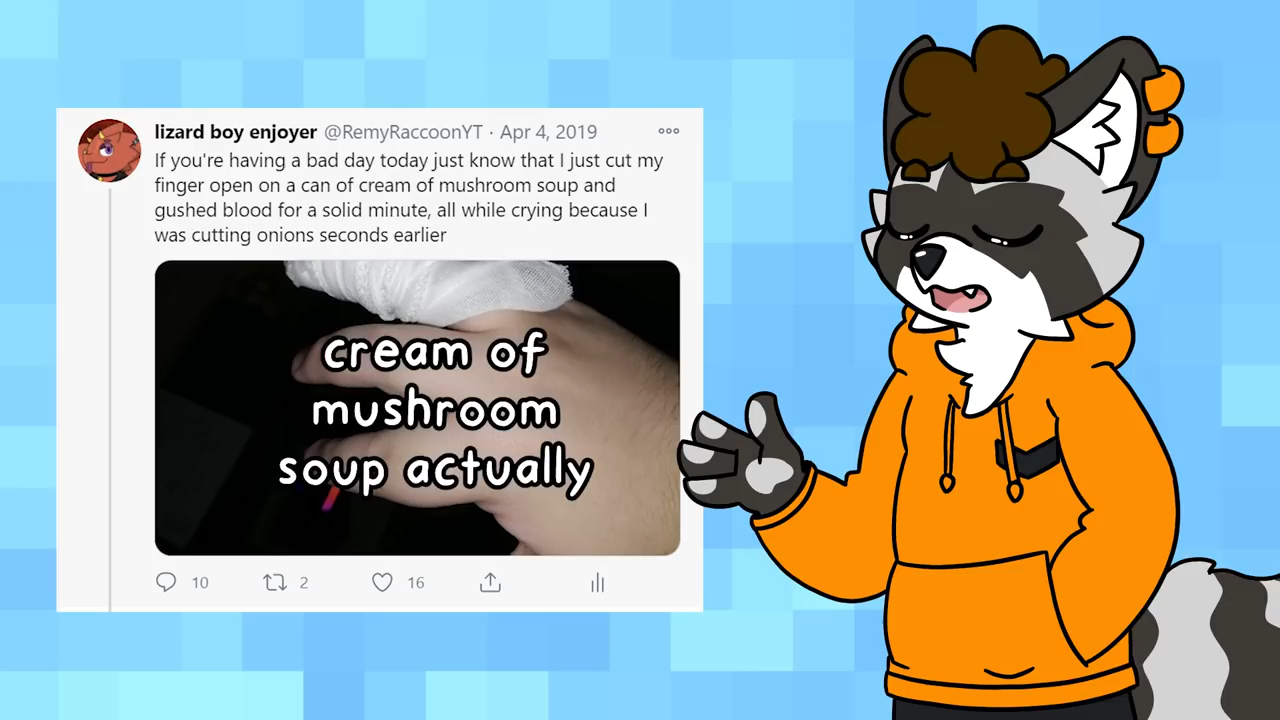 lizard boy enjoyer @RemyRaccoonYT · Apr 4, 2019
If you're having a bad day today just know that I just cut my
finger open on a can of cream of mushroom soup and
gushed blood for a solid minute, all while crying because I
was cutting onions seconds earlier
cream of
mushroom
soup actually
10 2 16